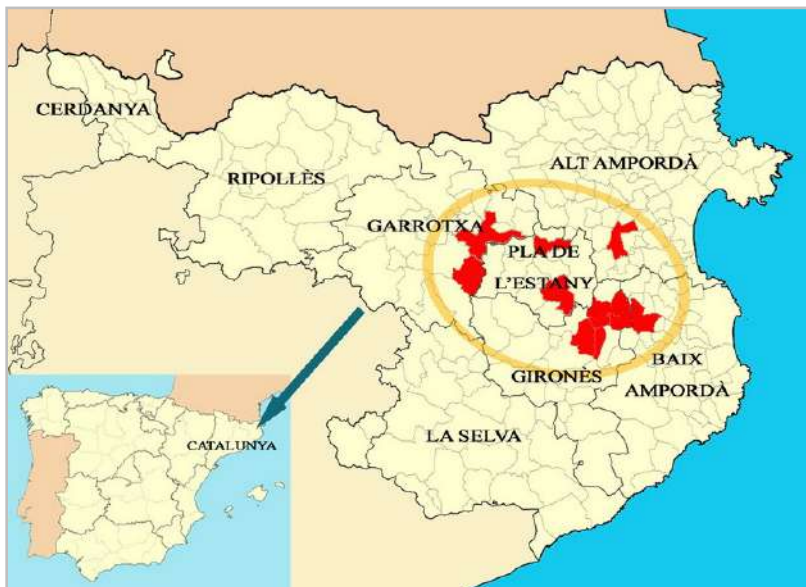 CERDANYA
RIPOLLÈS
ALT AMPORDÀ
GARROTXA
PLA DE
L'ESTANY
BAIX
AMPORDÀ
GIRONÈS
LA SELVA
CATALUNYA